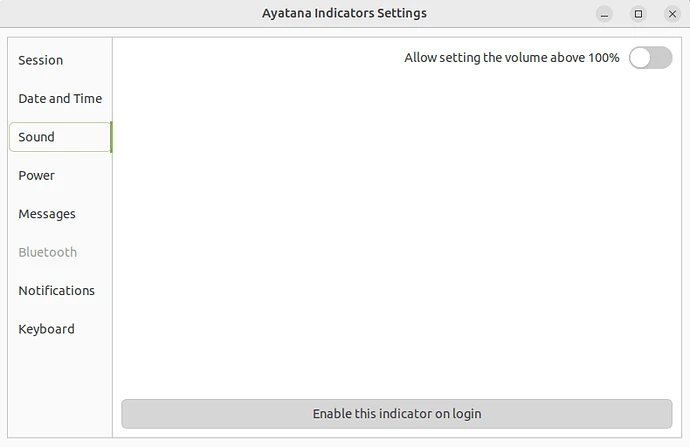 Ayatana Indicators Settings
Session
Date and Time
Sound
Power
Messages
Bluetooth
Notifications
Keyboard
Allow setting the volume above 100%
Enable this indicator on login